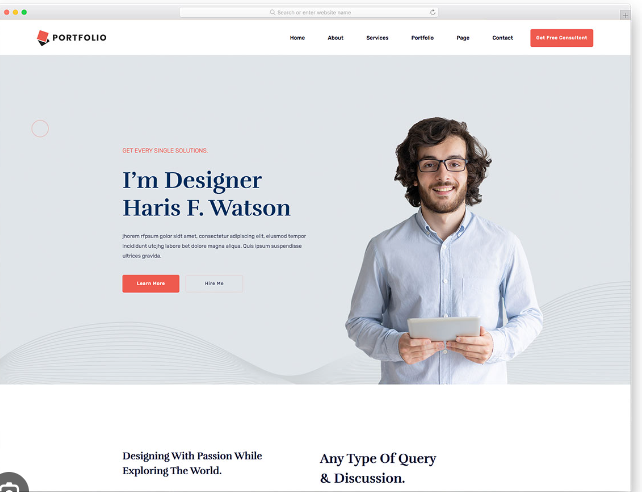 Search or enter website name
PORTFOLIO
Home About Services Portfolio Page Contact Get Free Consultant
GET EVERY SINGLE SOLUTIONS.
I'm Designer
Haris F. Watson
Jhorem rfpsum golor sidt amet, consectetur adipiscing elit, eiusmod tempor
incididunt utojng labore bet dolore magna aliqua. Quis ipsum suspendisse
ultrices gravida.
Learn More Hire Me
Designing With Passion While
Exploring The World.
Any Type Of Query
& Discussion.